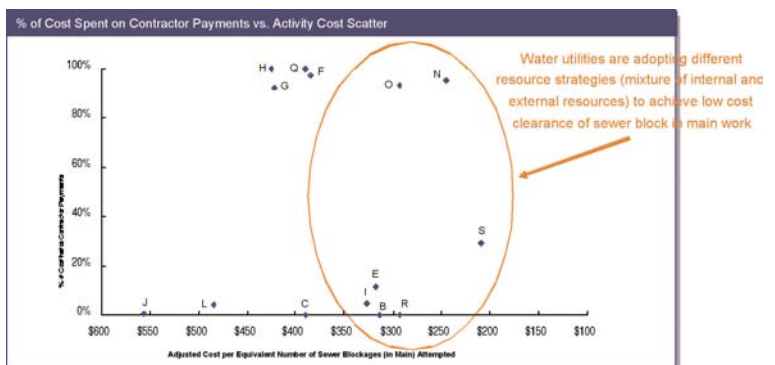 % of Cost Spent on Contractor Payments vs. Activity Cost Scatter
Water utilities are adopting different
resource strategies (mixture of internal and
external resources) to achieve low cost
clearance of sewer block in main work
100%
80%
60%
40%
20%
0%
H
Q
F
G
O
N
S
E
I
J
L
C
B
R
$600
$550
$500
$450
$400
$350
$300
$250
$200
$150
$100
Adjusted Cost per Equivalent Number of Sewer Blockages (in Main) Attempted